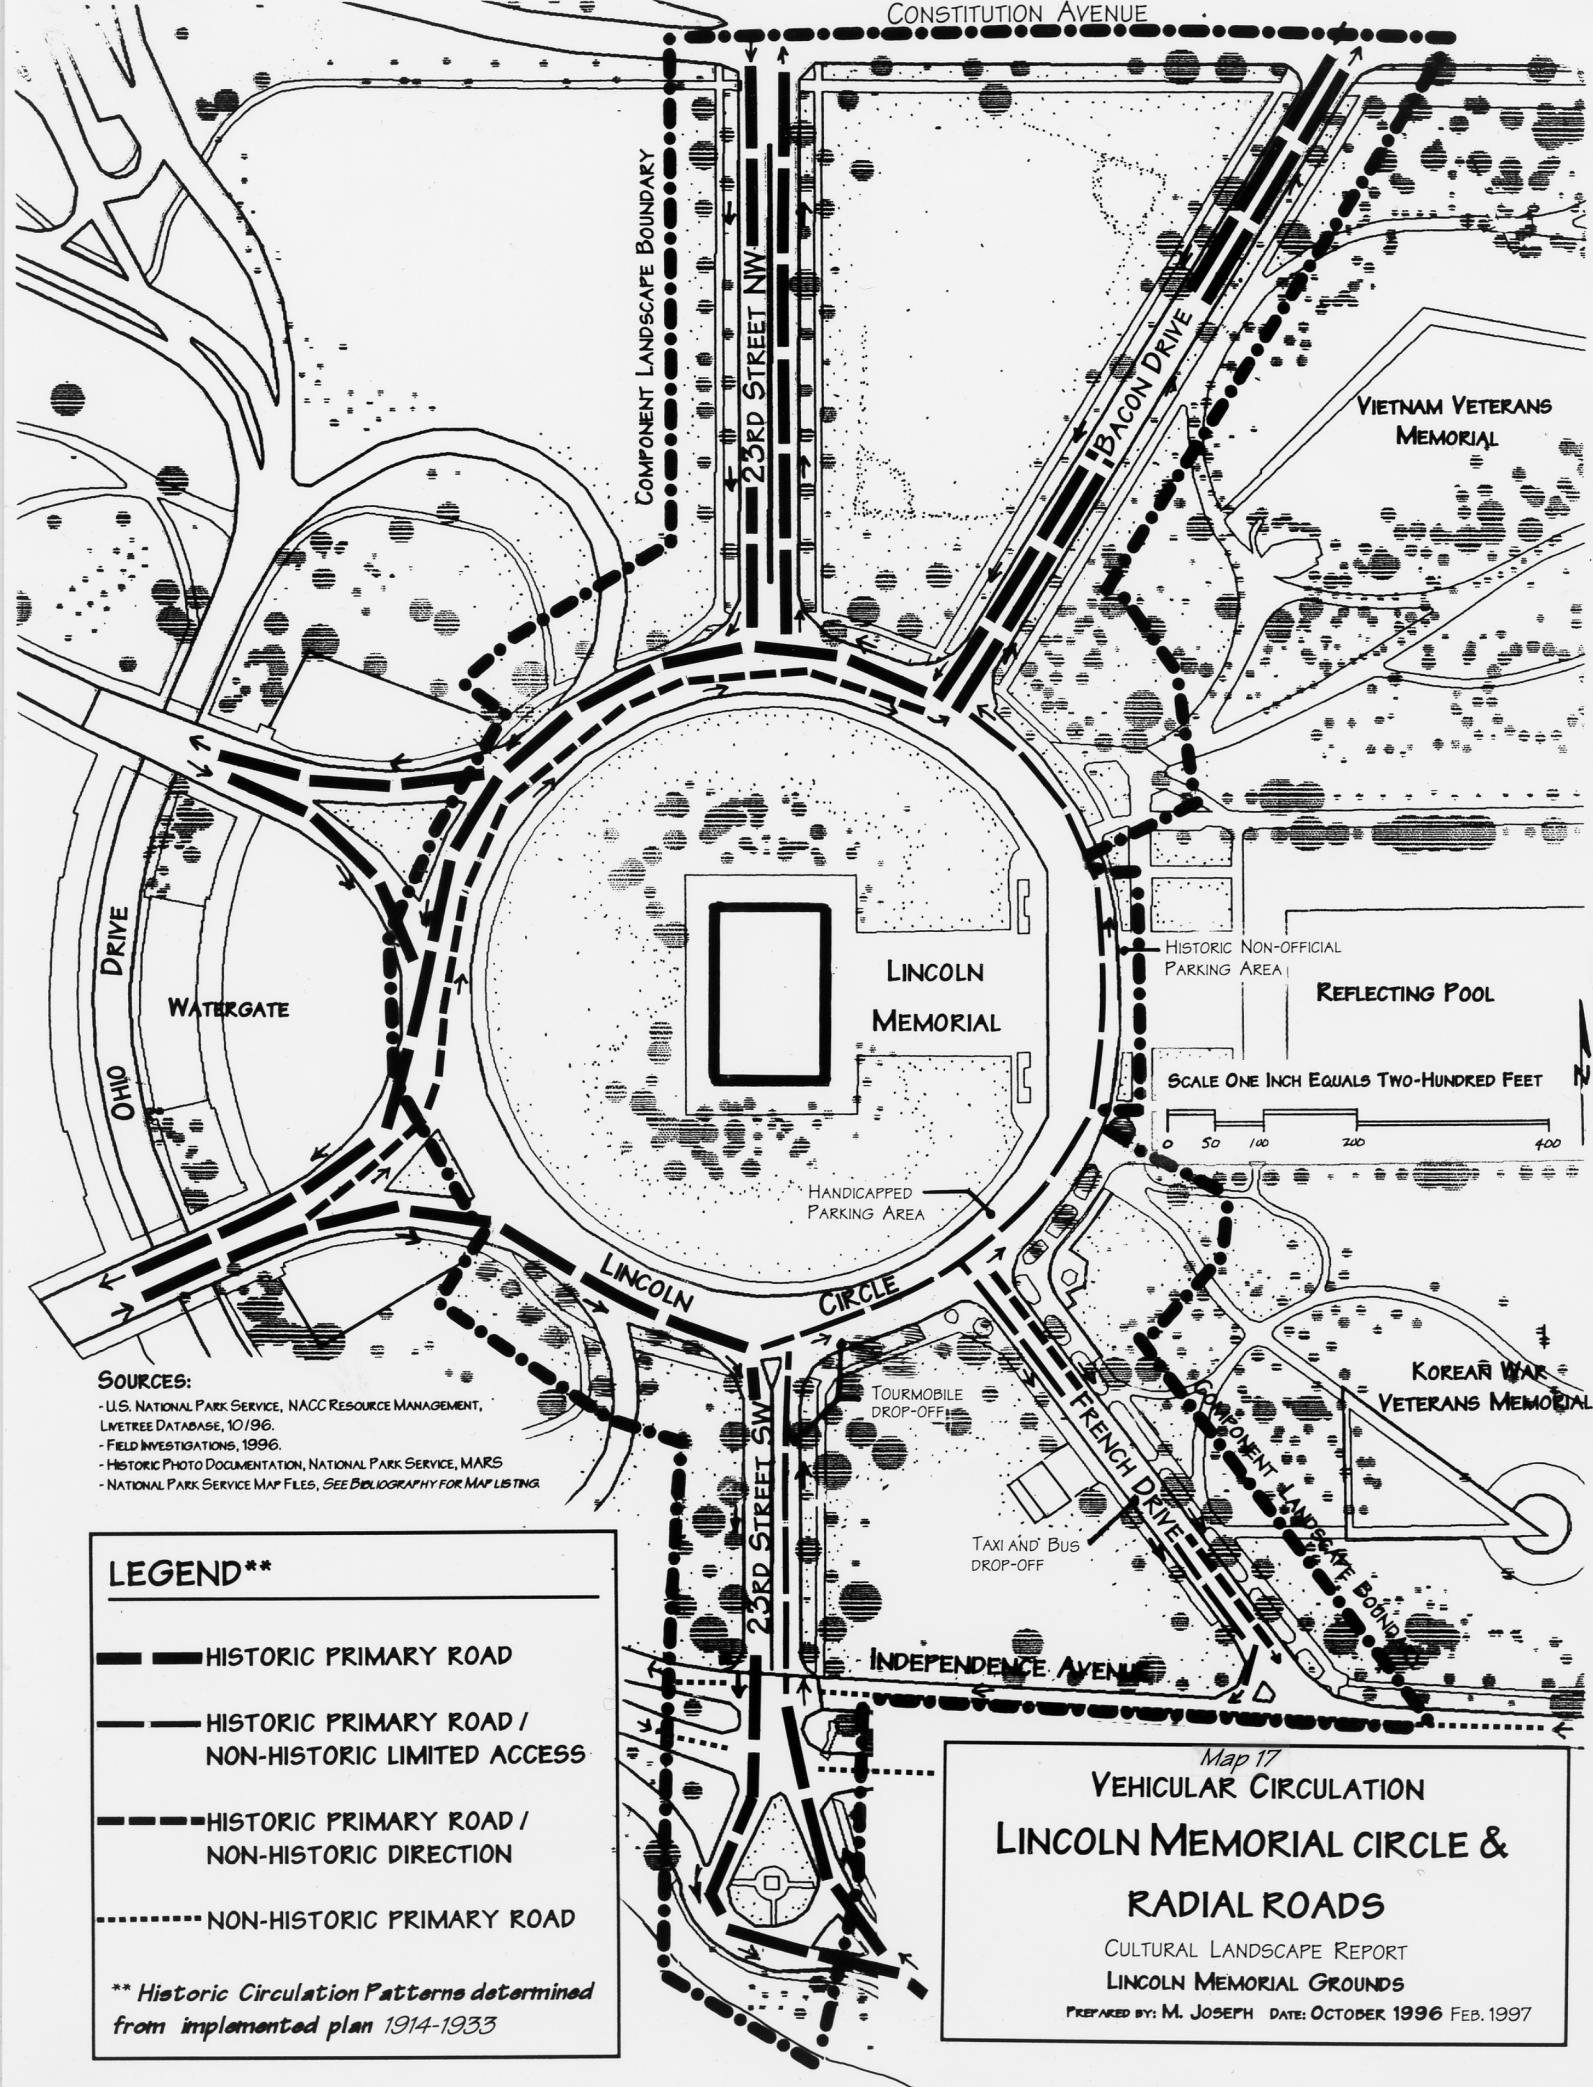 CONSTITUTION AVENUE
COMPONENT LANDSCAPE BOUNDARY
23RD STREET NW
BACON DRIVE
VIETNAM VETERANS
MEMORIAL
OHIO DRIVE
WATERGATE
LINCOLN
MEMORIAL
HISTORIC NON-OFFICIAL
PARKING AREA
REFLECTING POOL
SCALE ONE INCH EQUALS TWO-HUNDRED FEET
0 50 100 200 400
N
HANDICAPPED
PARKING AREA
LINCOLN CIRCLE
TOURMOBILE
DROP-OFF
23RD STREET SW
FRENCH DRIVE
TAXI AND BUS
DROP-OFF
COMPONENT LANDSCAPE BOUNDARY
KOREAN WAR
VETERANS MEMORIAL
INDEPENDENCE AVENUE
SOURCES:
- U.S. NATIONAL PARK SERVICE, NACC RESOURCE MANAGEMENT,
LIVETREE DATABASE, 10/96.
- FIELD INVESTIGATIONS, 1996.
- HISTORIC PHOTO DOCUMENTATION, NATIONAL PARK SERVICE, MARS
- NATIONAL PARK SERVICE MAP FILES, SEE BIBLIOGRAPHY FOR MAP LISTING.
LEGEND**
HISTORIC PRIMARY ROAD
HISTORIC PRIMARY ROAD /
NON-HISTORIC LIMITED ACCESS
HISTORIC PRIMARY ROAD /
NON-HISTORIC DIRECTION
NON-HISTORIC PRIMARY ROAD
** Historic Circulation Patterns determined
from implemented plan 1914-1933
Map 17
VEHICULAR CIRCULATION
LINCOLN MEMORIAL CIRCLE &
RADIAL ROADS
CULTURAL LANDSCAPE REPORT
LINCOLN MEMORIAL GROUNDS
PREPARED BY: M. JOSEPH DATE: OCTOBER 1996 FEB. 1997